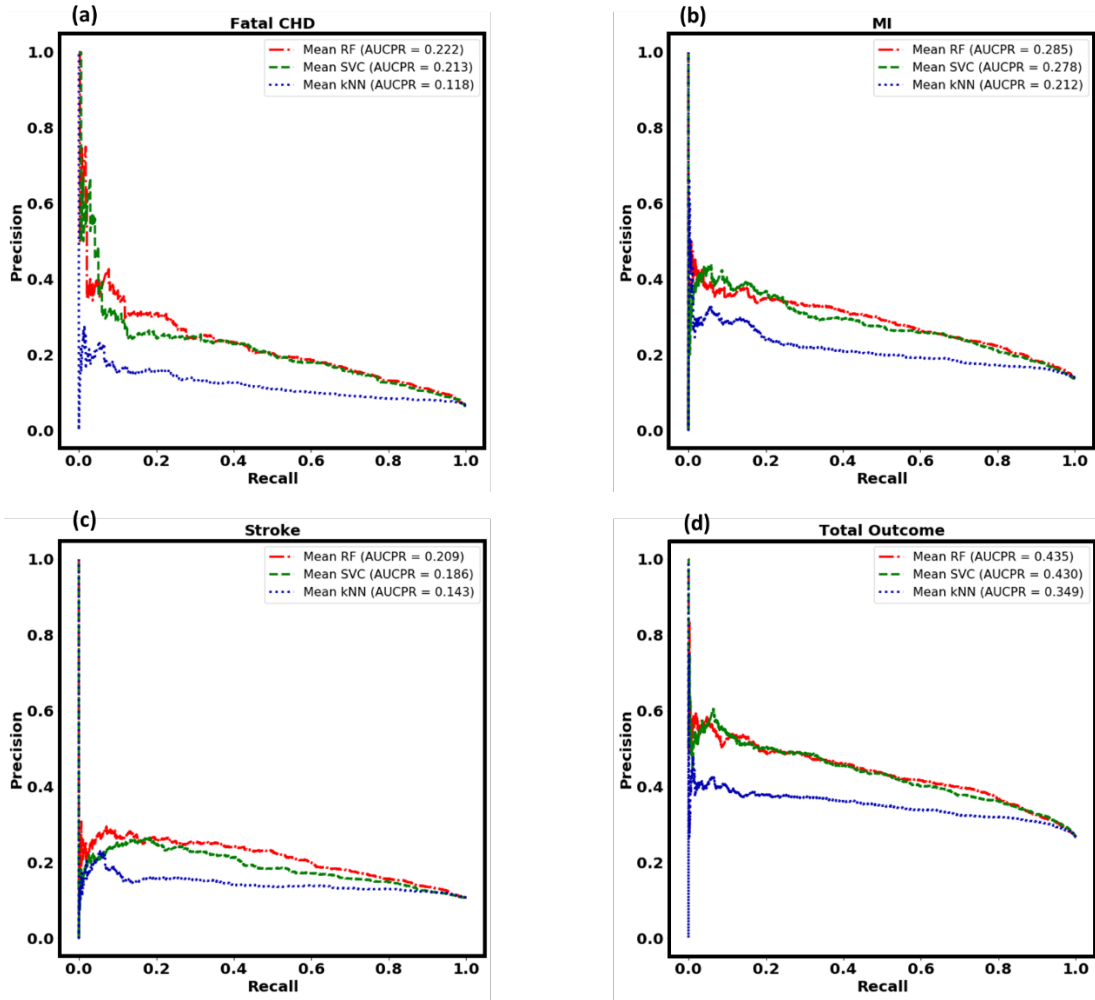 (a)
Fatal CHD
Mean RF (AUCPR = 0.222)
Mean SVC (AUCPR = 0.213)
Mean kNN (AUCPR = 0.118)
1.0
0.8
0.6
0.4
0.2
0.0
Precision
0.0 0.2 0.4 0.6 0.8 1.0
Recall
(b)
MI
Mean RF (AUCPR = 0.285)
Mean SVC (AUCPR = 0.278)
Mean kNN (AUCPR = 0.212)
1.0
0.8
0.6
0.4
0.2
0.0
Precision
0.0 0.2 0.4 0.6 0.8 1.0
Recall
(c)
Stroke
Mean RF (AUCPR = 0.209)
Mean SVC (AUCPR = 0.186)
Mean kNN (AUCPR = 0.143)
1.0
0.8
0.6
0.4
0.2
0.0
Precision
0.0 0.2 0.4 0.6 0.8 1.0
Recall
(d)
Total Outcome
Mean RF (AUCPR = 0.435)
Mean SVC (AUCPR = 0.430)
Mean kNN (AUCPR = 0.349)
1.0
0.8
0.6
0.4
0.2
0.0
Precision
0.0 0.2 0.4 0.6 0.8 1.0
Recall